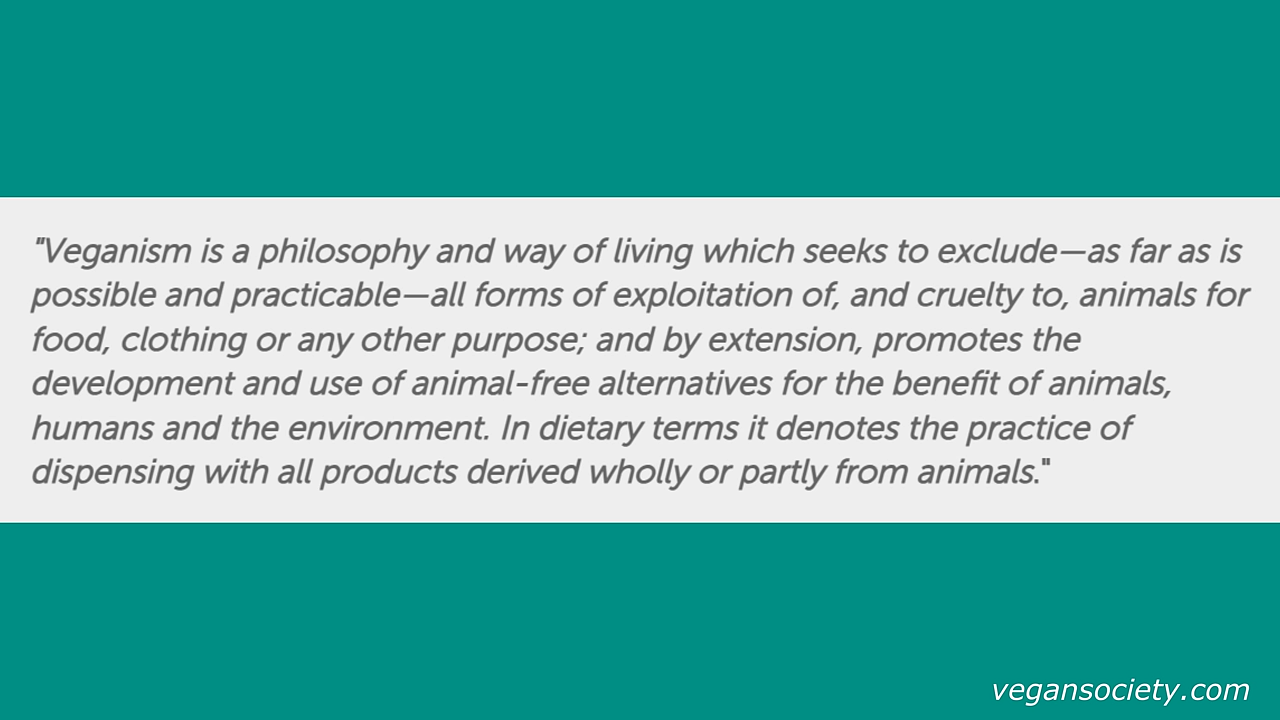 "Veganism is a philosophy and way of living which seeks to exclude—as far as is
possible and practicable—all forms of exploitation of, and cruelty to, animals for
food, clothing or any other purpose; and by extension, promotes the
development and use of animal-free alternatives for the benefit of animals,
humans and the environment. In dietary terms it denotes the practice of
dispensing with all products derived wholly or partly from animals."
vegansociety.com